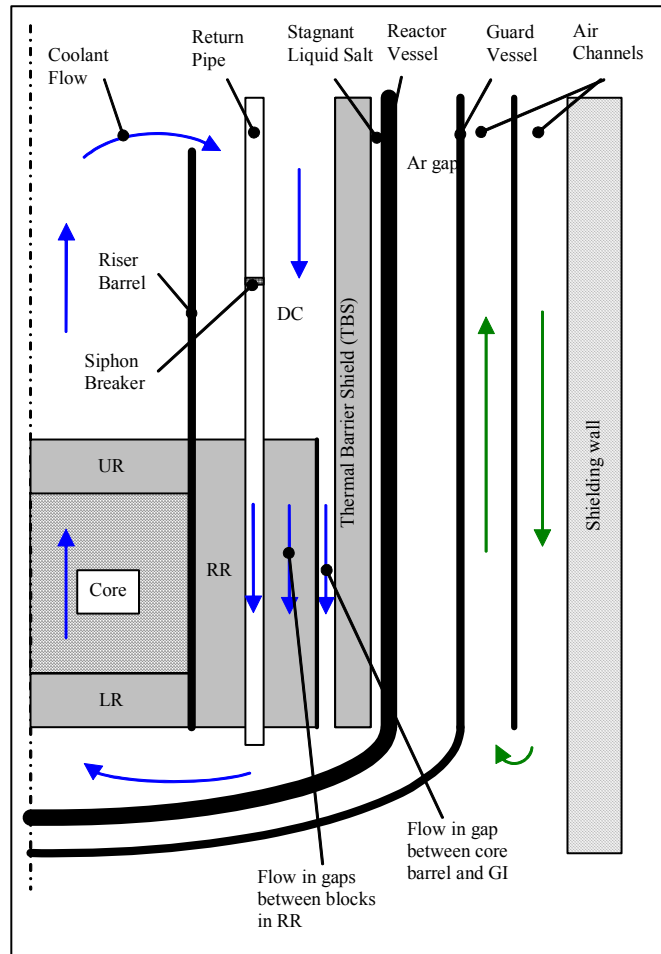 Coolant
Flow
Return
Pipe
Stagnant
Liquid Salt
Reactor
Vessel
Guard
Vessel
Air
Channels
Ar gap
Riser
Barrel
Siphon
Breaker
DC
Thermal Barrier Shield (TBS)
Shielding wall
UR
RR
Core
LR
Flow in gaps
between blocks
in RR
Flow in gap
between core
barrel and GI